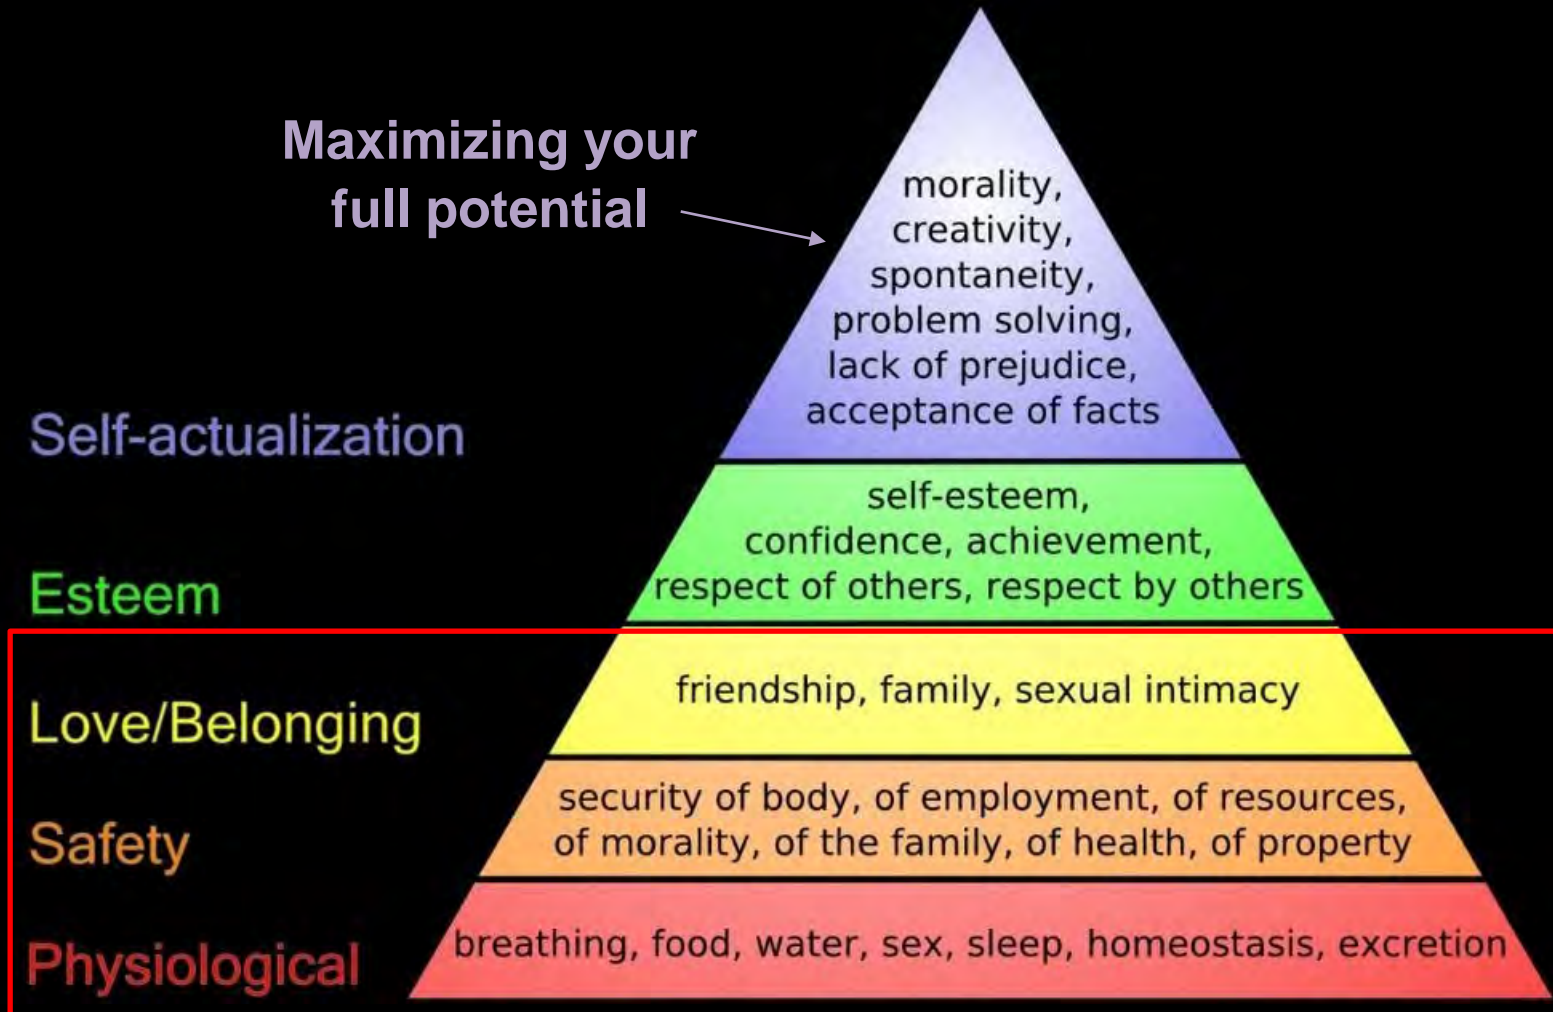 Maximizing your
full potential
morality,
creativity,
spontaneity,
problem solving,
lack of prejudice,
acceptance of facts
Self-actualization
self-esteem,
confidence, achievement,
respect of others, respect by others
Esteem
friendship, family, sexual intimacy
Love/Belonging
security of body, of employment, of resources,
of morality, of the family, of health, of property
Safety
breathing, food, water, sex, sleep, homeostasis, excretion
Physiological